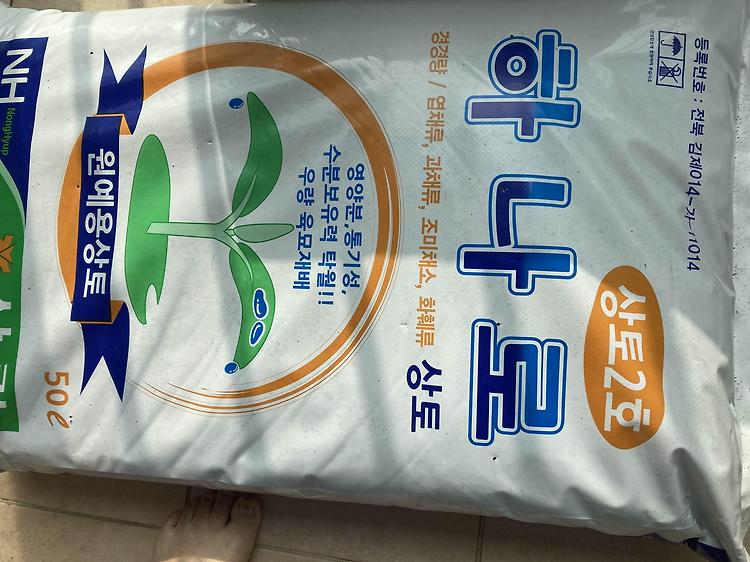 등록번호 : 전북 김제014-가-
상토2호
하나로
경경량 / 엽채류, 과채류, 조미채소, 화훼류 상토
영양분,통기성,
수분보유력 탁월!!
우량 육묘재배
원예용상토
50ℓ
NH
NongHyup